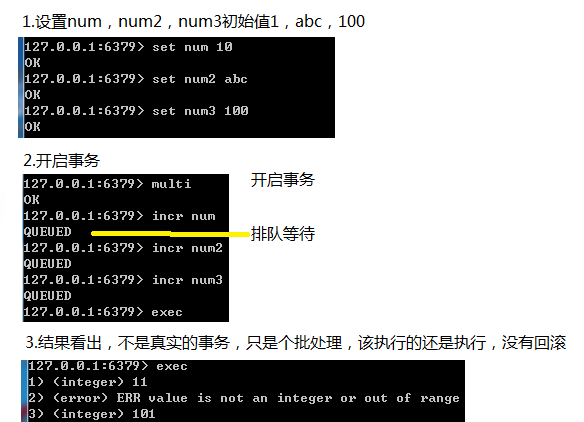 1.设置num，num2，num3初始值1，abc，100
127.0.0.1:6379> set num 10
OK
127.0.0.1:6379> set num2 abc
OK
127.0.0.1:6379> set num3 100
OK
2.开启事务
127.0.0.1:6379> multi
开启事务
OK
127.0.0.1:6379> incr num
QUEUED
排队等待
127.0.0.1:6379> incr num2
QUEUED
127.0.0.1:6379> incr num3
QUEUED
127.0.0.1:6379> exec
3.结果看出，不是真实的事务，只是个批处理，该执行的还是执行，没有回滚
127.0.0.1:6379> exec
1) (integer) 11
2) (error) ERR value is not an integer or out of range
3) (integer) 101